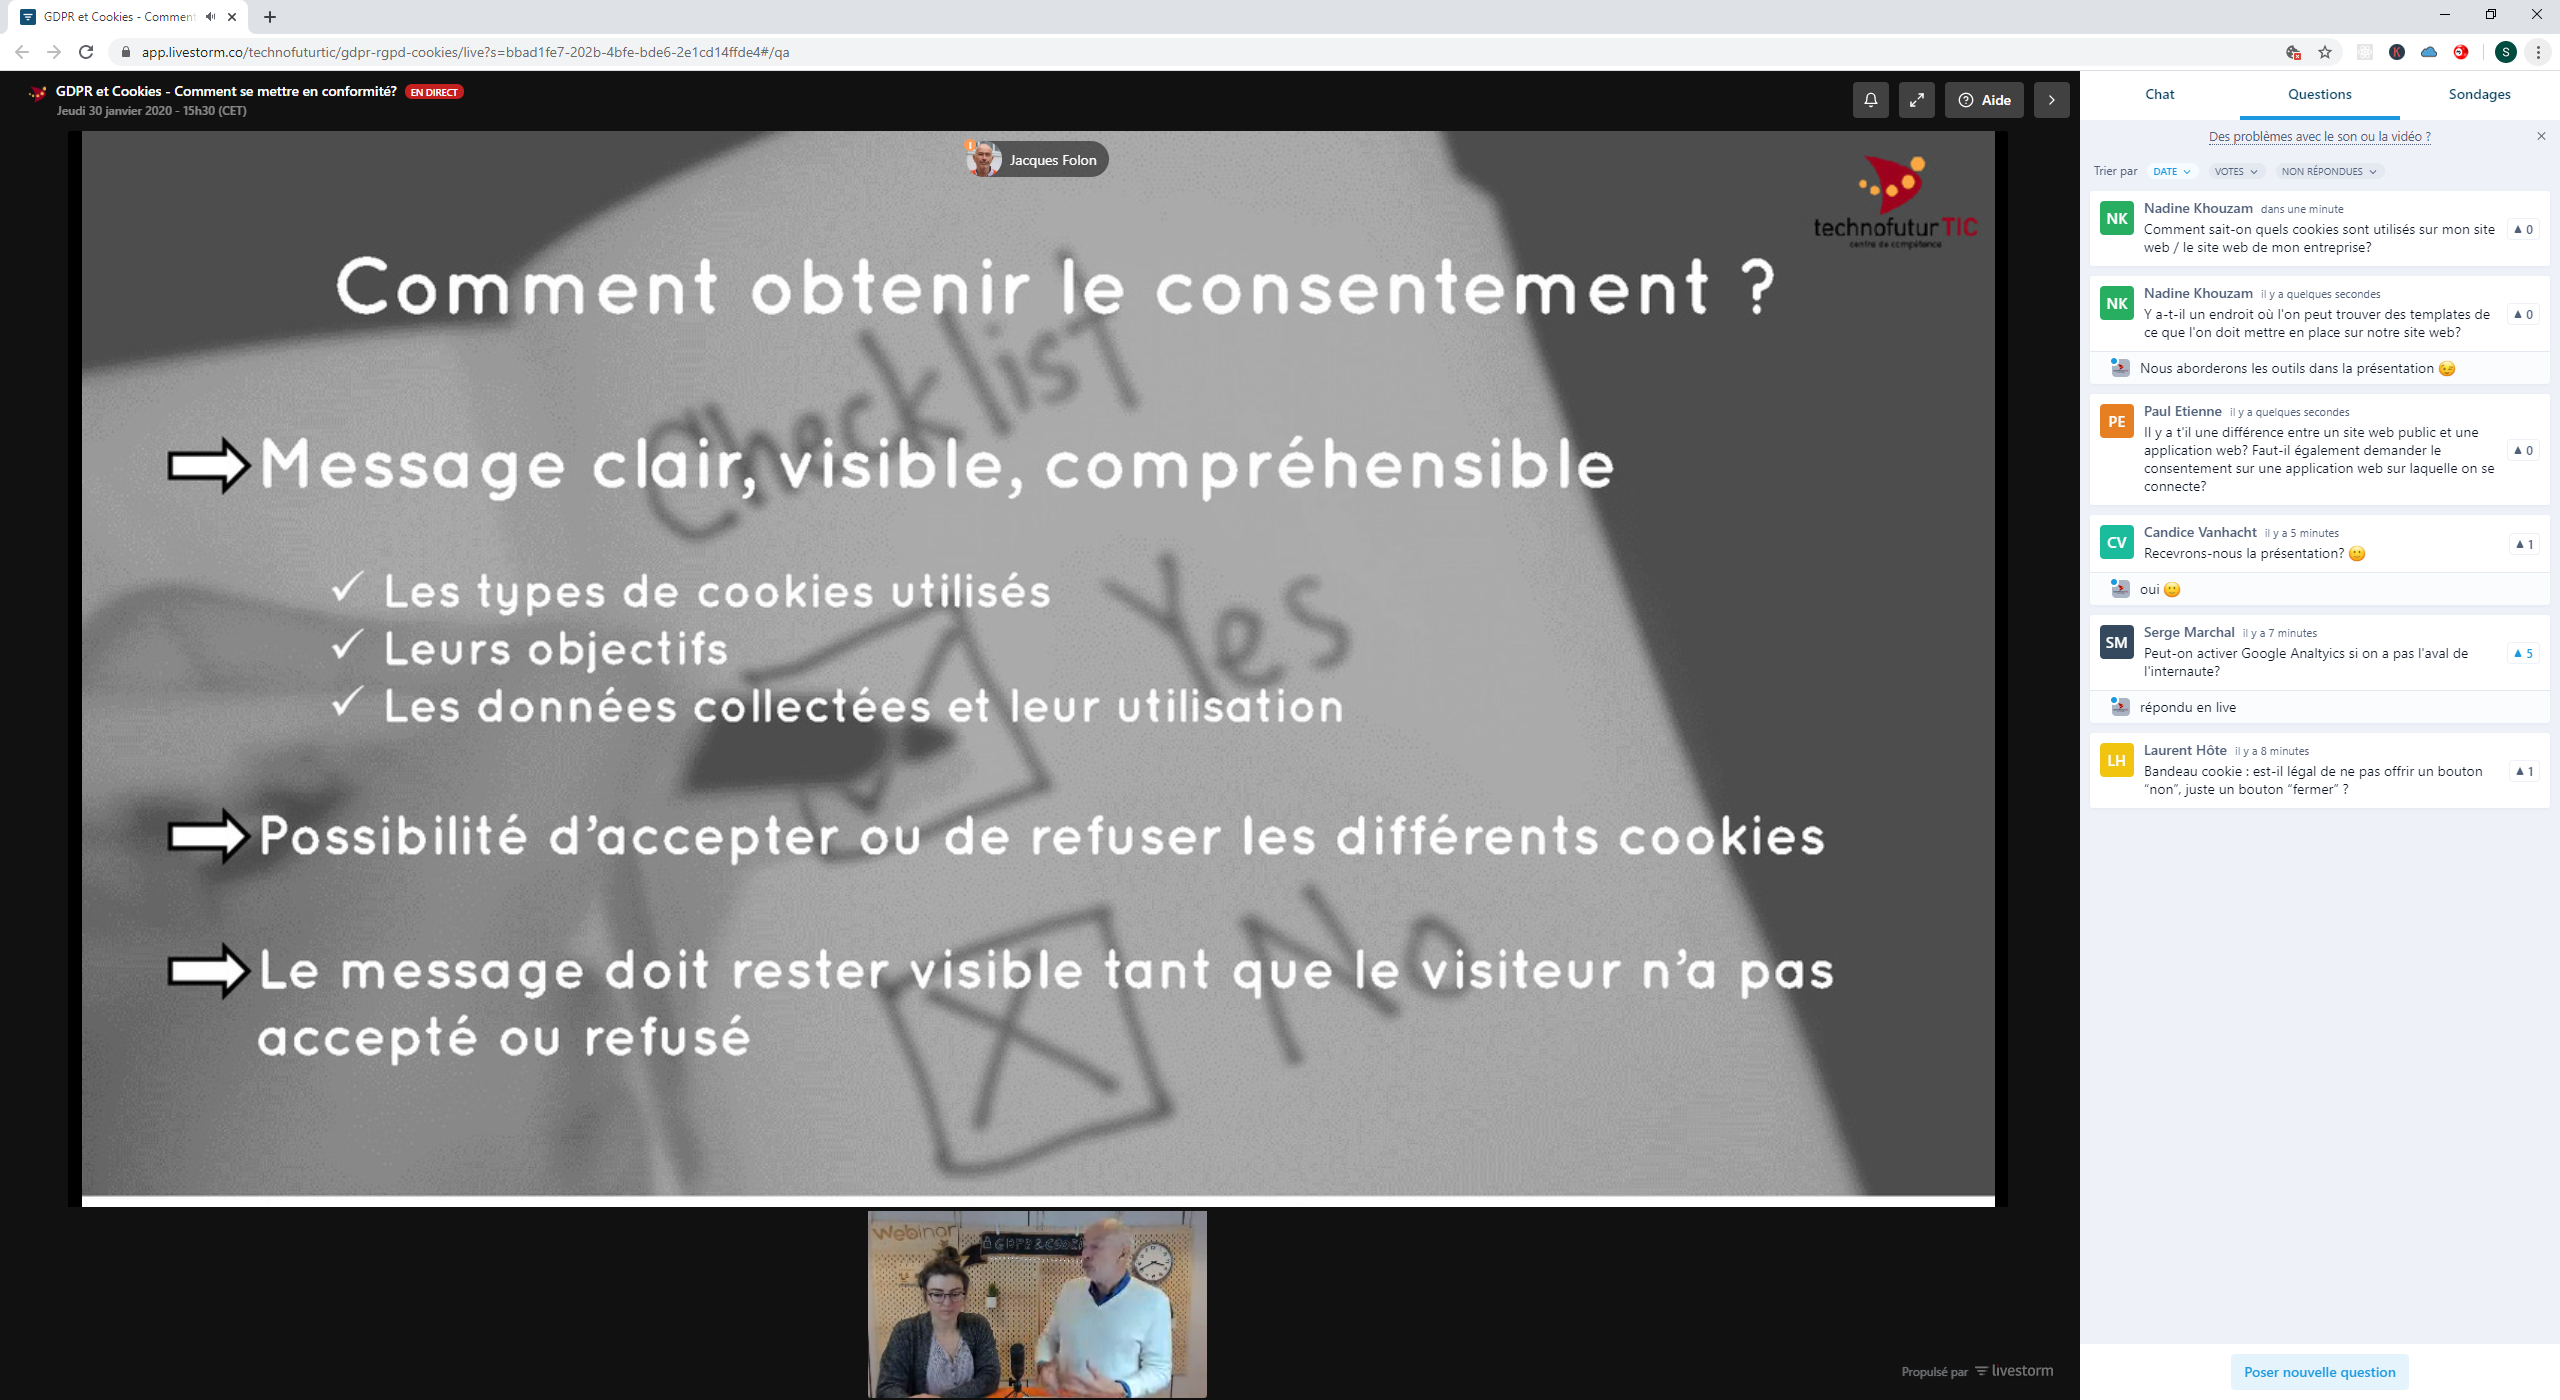 GDPR et Cookies - Comment
app.livestorm.co/technofuturtic/gdpr-rgpd-cookies/live?s=bbad1fe7-202b-4bfe-bde6-2e1cd14ffde4#/qa
S
GDPR et Cookies - Comment se mettre en conformité? EN DIRECT
Jeudi 30 janvier 2020 - 15h30 (CET)
Aide
Jacques Folon
technofuturTIC
centre de compétence
Comment obtenir le consentement ?
Checklist
Message clair, visible, compréhensible
Yes
✓ Les types de cookies utilisés
✓ Leurs objectifs
✓ Les données collectées et leur utilisation
Possibilité d’accepter ou de refuser les différents cookies
No
Le message doit rester visible tant que le visiteur n’a pas
accepté ou refusé
Webinar
GDPR & COOKI
Propulsé par livestorm
Chat Questions Sondages
Des problèmes avec le son ou la vidéo ?
Trier par DATE VOTES NON RÉPONDUES
NK
Nadine Khouzam dans une minute
Comment sait-on quels cookies sont utilisés sur mon site
web / le site web de mon entreprise?
▲ 0
NK
Nadine Khouzam il y a quelques secondes
Y a-t-il un endroit où l'on peut trouver des templates de
ce que l'on doit mettre en place sur notre site web?
▲ 0
Nous aborderons les outils dans la présentation 😉
PE
Paul Etienne il y a quelques secondes
Il y a t'il une différence entre un site web public et une
application web? Faut-il également demander le
consentement sur une application web sur laquelle on se
connecte?
▲ 0
CV
Candice Vanhacht il y a 5 minutes
Recevrons-nous la présentation? 🙂
▲ 1
oui 🙂
SM
Serge Marchal il y a 7 minutes
Peut-on activer Google Analtyics si on a pas l'aval de
l'internaute?
▲ 5
répondu en live
LH
Laurent Hôte il y a 8 minutes
Bandeau cookie : est-il légal de ne pas offrir un bouton
“non”, juste un bouton “fermer” ?
▲ 1
Poser nouvelle question